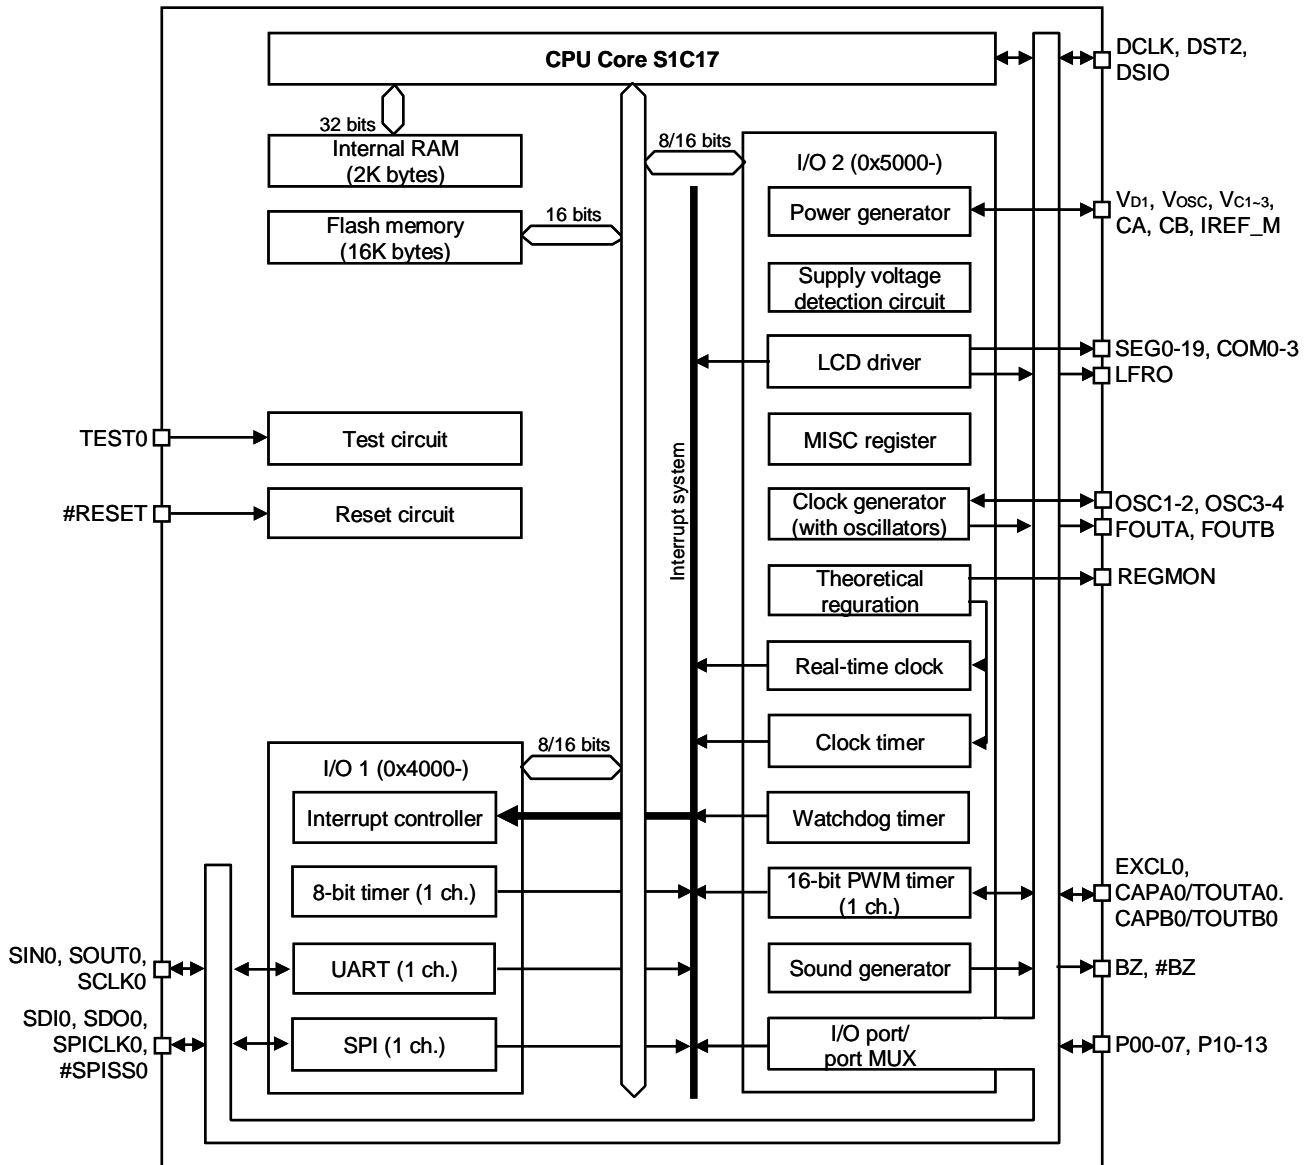 CPU Core S1C17
DCLK, DST2,
DSIO
32 bits
Internal RAM
(2K bytes)
8/16 bits
I/O 2 (0x5000-)
Flash memory
(16K bytes)
16 bits
Power generator
VD1, VOSC, VC1~3,
CA, CB, IREF_M
Supply voltage
detection circuit
LCD driver
SEG0-19, COM0-3
LFRO
TEST0
Test circuit
MISC register
Interrupt system
#RESET
Reset circuit
Clock generator
(with oscillators)
OSC1-2, OSC3-4
FOUTA, FOUTB
Theoretical
reguration
REGMON
Real-time clock
Clock timer
8/16 bits
I/O 1 (0x4000-)
Interrupt controller
Watchdog timer
8-bit timer (1 ch.)
16-bit PWM timer
(1 ch.)
EXCL0,
CAPA0/TOUTA0.
CAPB0/TOUTB0
SIN0, SOUT0,
SCLK0
UART (1 ch.)
Sound generator
BZ, #BZ
SDI0, SDO0,
SPICLK0,
#SPISS0
SPI (1 ch.)
I/O port/
port MUX
P00-07, P10-13